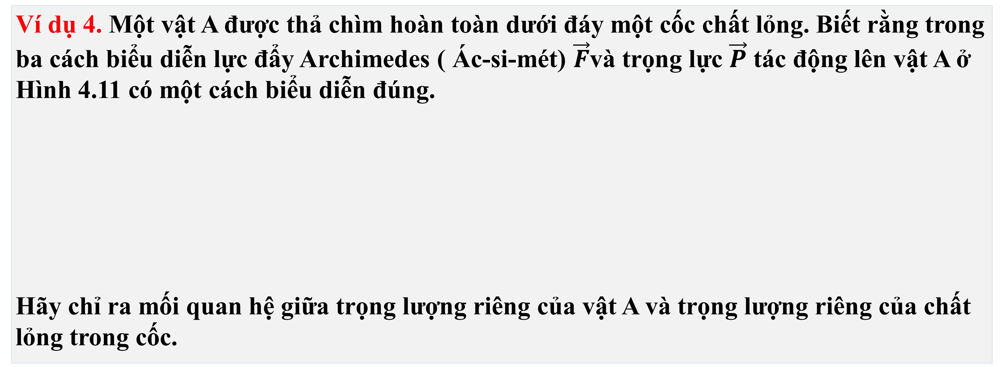 Ví dụ 4. Một vật A được thả chìm hoàn toàn dưới đáy một cốc chất lỏng. Biết rằng trong
ba cách biểu diễn lực đẩy Archimedes ( Ác-si-mét) \vec{F}và trọng lực \vec{P} tác động lên vật A ở
Hình 4.11 có một cách biểu diễn đúng.
Hãy chỉ ra mối quan hệ giữa trọng lượng riêng của vật A và trọng lượng riêng của chất
lỏng trong cốc.